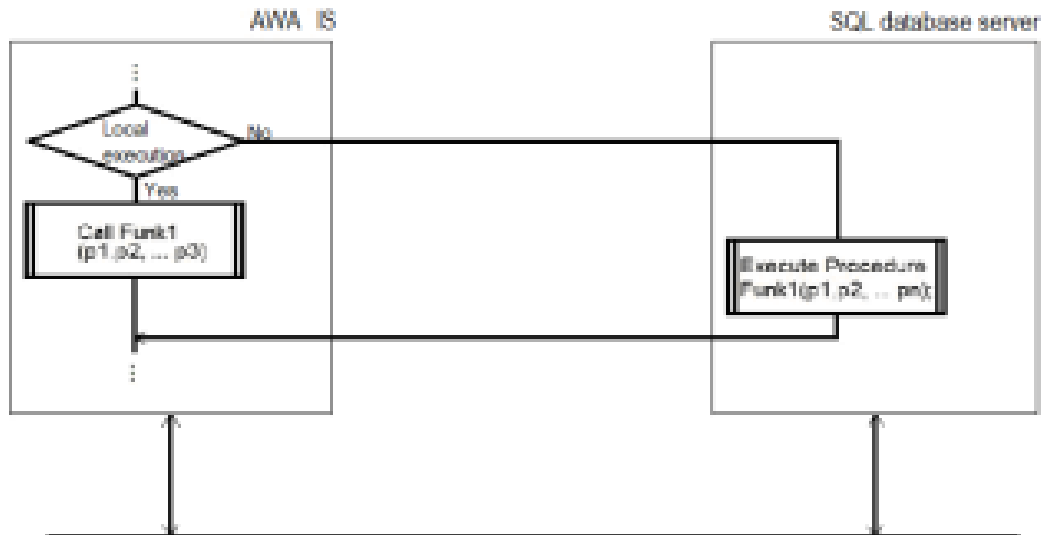 AWA IS
SQL database server
Local
execution
No
Yes
Call Funk1
(p1,p2, ... p3)
Execute Procedure
Funk1(p1,p2, ... pn);